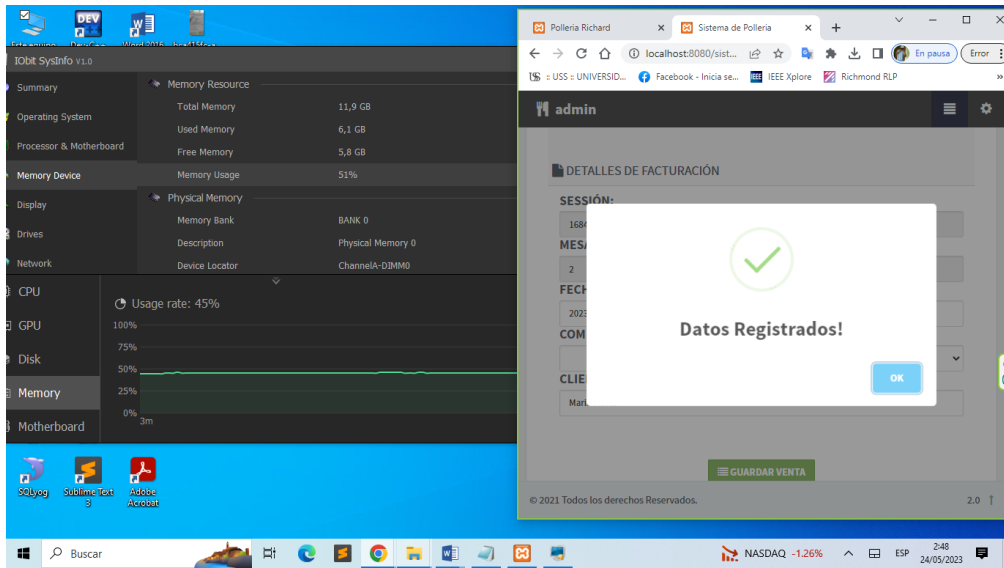 DEV
Este equipo
Dev-C++
Word 2016
IObit SysInfo v1.0
Summary
Operating System
Processor & Motherboard
Memory Device
Display
Drives
Network
Memory Resource
Total Memory 11,9 GB
Used Memory 6,1 GB
Free Memory 5,8 GB
Memory Usage 51%
Physical Memory
Memory Bank BANK 0
Description Physical Memory 0
Device Locator ChannelA-DIMM0
CPU
GPU
Disk
Memory
Motherboard
Usage rate: 45%
100%
75%
50%
25%
0%
3m
SQLyog
Sublime Text 3
Adobe Acrobat
Polleria Richard
Sistema de Polleria
localhost:8080/sist...
En pausa
Error
:: USS :: UNIVERSID...
Facebook - Inicia se...
IEEE Xplore
Richmond RLP
»
admin
DETALLES DE FACTURACIÓN
SESSIÓN:
1684
MESA
2
FECH
2023
COM
CLIE
Mari
Datos Registrados!
OK
GUARDAR VENTA
© 2021 Todos los derechos Reservados.
2.0
Buscar
NASDAQ -1.26%
ESP
2:48
24/05/2023